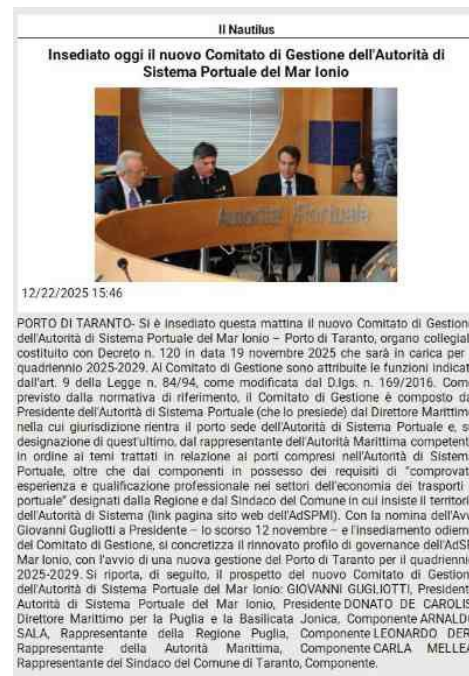 Il Nautilus
Insediato oggi il nuovo Comitato di Gestione dell'Autorità di
Sistema Portuale del Mar Ionio
Autorità Portuale
12/22/2025 15:46
PORTO DI TARANTO- Si è insediato questa mattina il nuovo Comitato di Gestion
dell'Autorità di Sistema Portuale del Mar Ionio – Porto di Taranto, organo collegial
costituito con Decreto n. 120 in data 19 novembre 2025 che sarà in carica per
quadriennio 2025-2029. Al Comitato di Gestione sono attribuite le funzioni indicat
dall'art. 9 della Legge n. 84/94, come modificata dal D.lgs. n. 169/2016. Com
previsto dalla normativa di riferimento, il Comitato di Gestione è composto da
Presidente dell'Autorità di Sistema Portuale (che lo presiede) dal Direttore Marittim
nella cui giurisdizione rientra il porto sede dell'Autorità di Sistema Portuale e, s
designazione di quest'ultimo, dal rappresentante dell'Autorità Marittima competent
in ordine ai temi trattati in relazione ai porti compresi nell'Autorità di Sistem
Portuale, oltre che dai componenti in possesso dei requisiti di "comprovat
esperienza e qualificazione professionale nei settori dell'economia dei trasporti
portuale" designati dalla Regione e dal Sindaco del Comune in cui insiste il territori
dell'Autorità di Sistema (link pagina sito web dell'AdSPMI). Con la nomina dell'Avv
Giovanni Gugliotti a Presidente – lo scorso 12 novembre – e l'insediamento odiern
del Comitato di Gestione, si concretizza il rinnovato profilo di governance dell'AdSP
Mar Ionio, con l'avvio di una nuova gestione del Porto di Taranto per il quadrienni
2025-2029. Si riporta, di seguito, il prospetto del nuovo Comitato di Gestion
dell'Autorità di Sistema Portuale del Mar Ionio: GIOVANNI GUGLIOTTI, President
Autorità di Sistema Portuale del Mar Ionio, Presidente DONATO DE CAROLIS
Direttore Marittimo per la Puglia e la Basilicata Jonica, Componente ARNALDO
SALA, Rappresentante della Regione Puglia, Componente LEONARDO DER
Rappresentante della Autorità Marittima, Componente CARLA MELLEA
Rappresentante del Sindaco del Comune di Taranto, Componente.